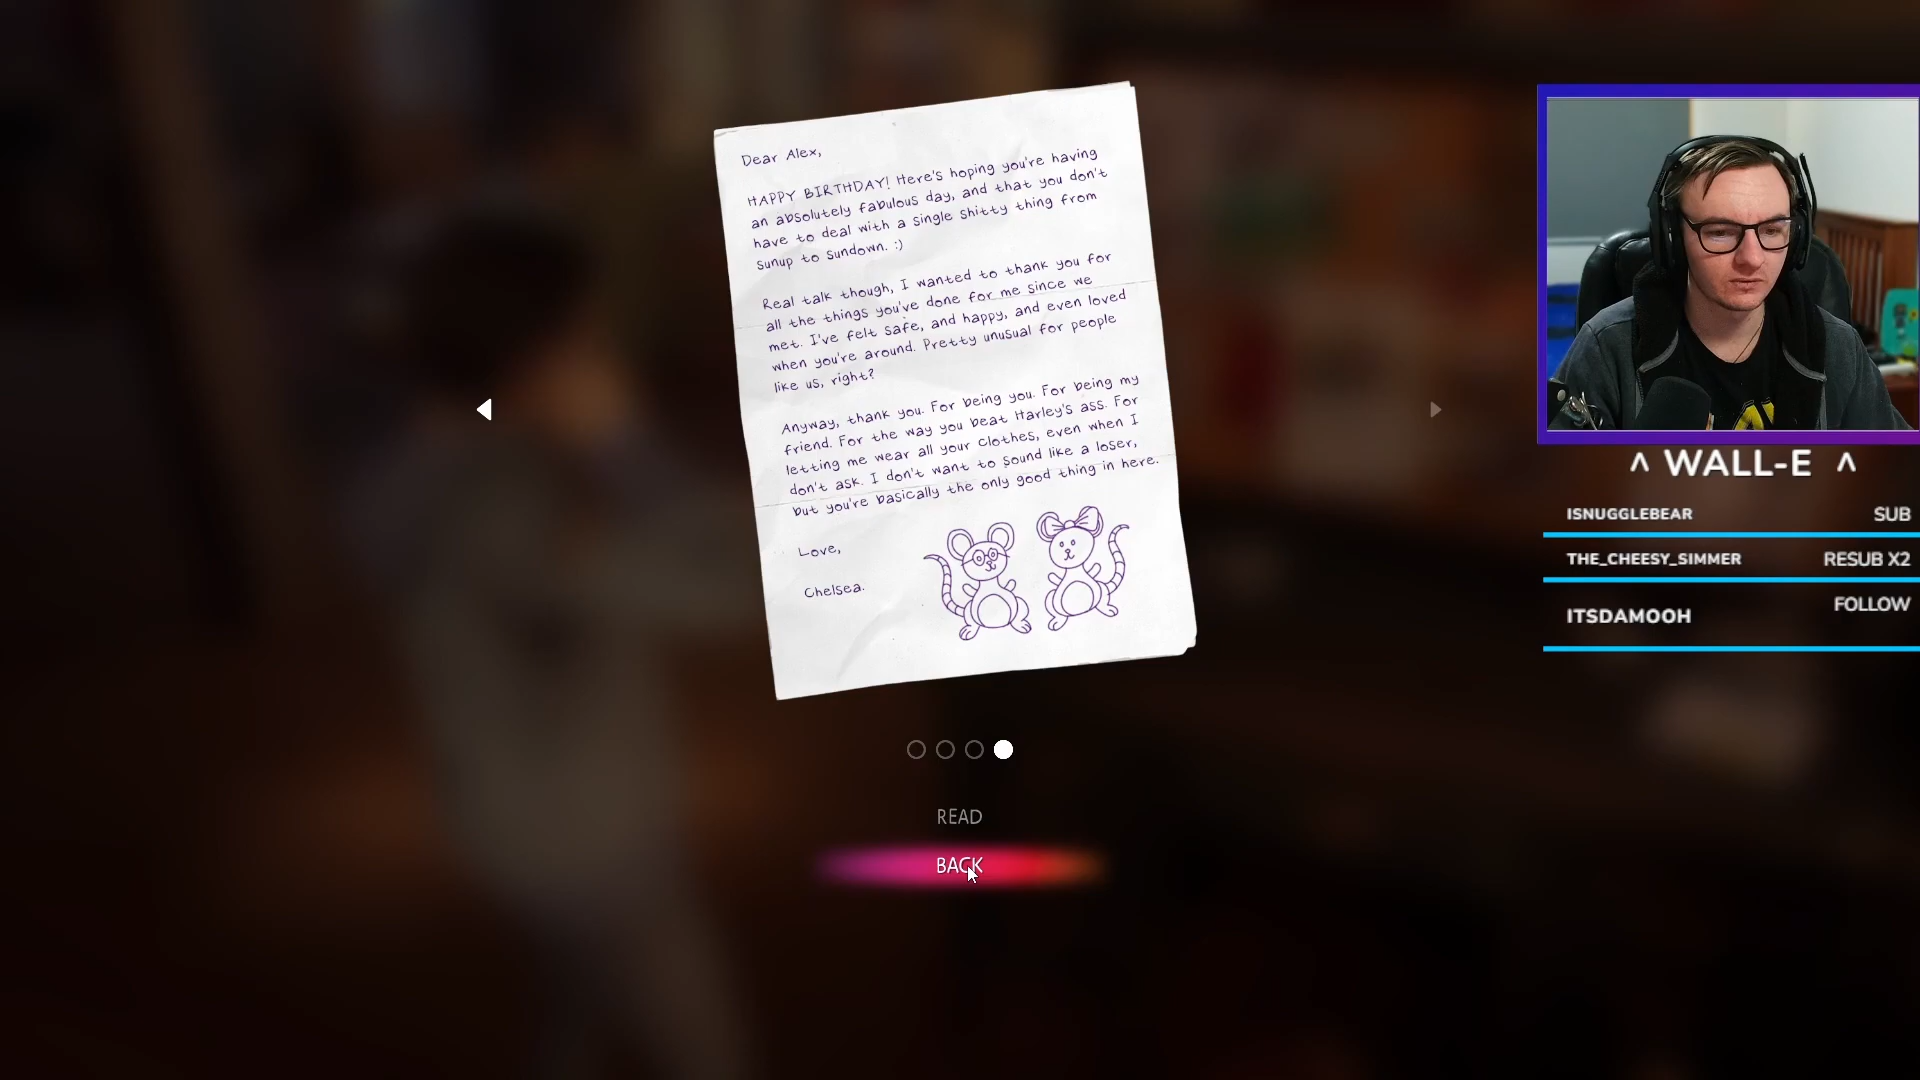 Dear Alex,
HAPPY BIRTHDAY! Here's hoping you're having
an absolutely fabulous day, and that you don't
have to deal with a single shitty thing from
sunup to sundown. :)
Real talk though, I wanted to thank you for
all the things you've done for me since we
met. I've felt safe, and happy, and even loved
when you're around. Pretty unusual for people
like us, right?
Anyway, thank you. For being you. For being my
friend. For the way you beat Harley's ass. For
letting me wear all your clothes, even when I
don't ask. I don't want to sound like a loser,
but you're basically the only good thing in here.
Love,
Chelsea.
READ
BACK
^ WALL-E ^
ISNUGGLEBEAR SUB
THE_CHEESY_SIMMER RESUB X2
ITSDAMOOH FOLLOW